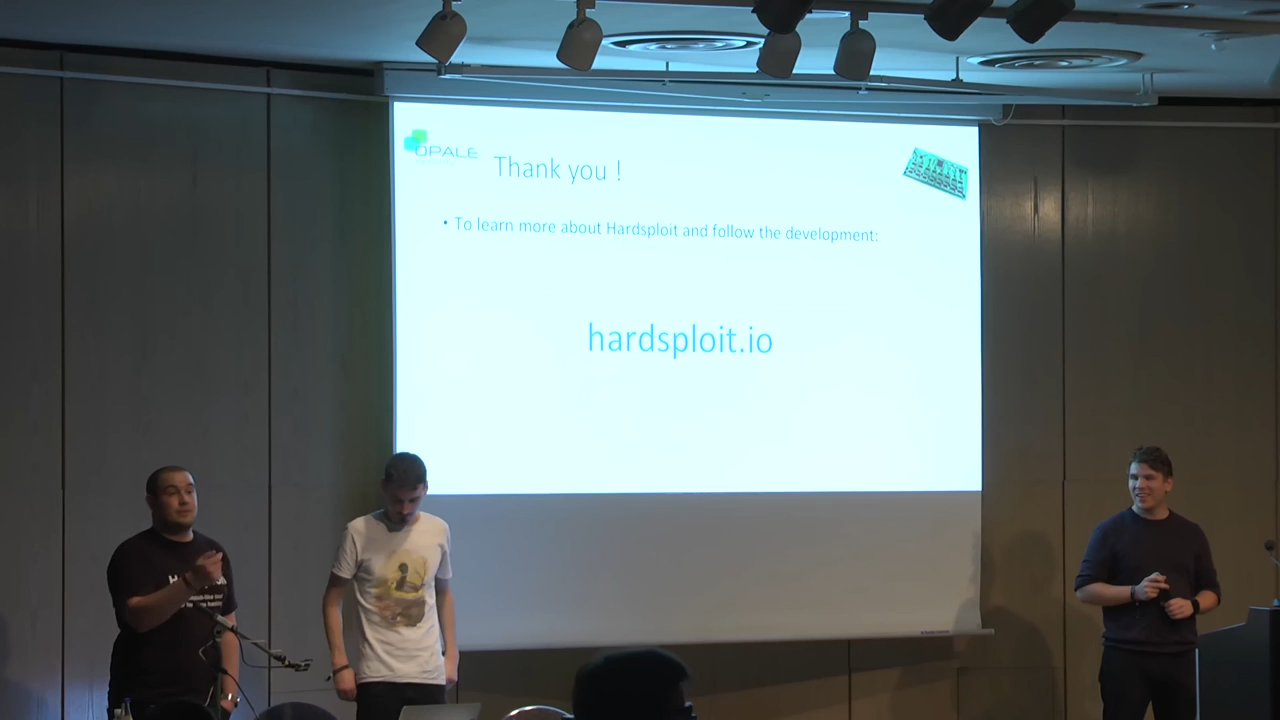 OPALE
Thank you !
• To learn more about Hardsploit and follow the development:
hardsploit.io